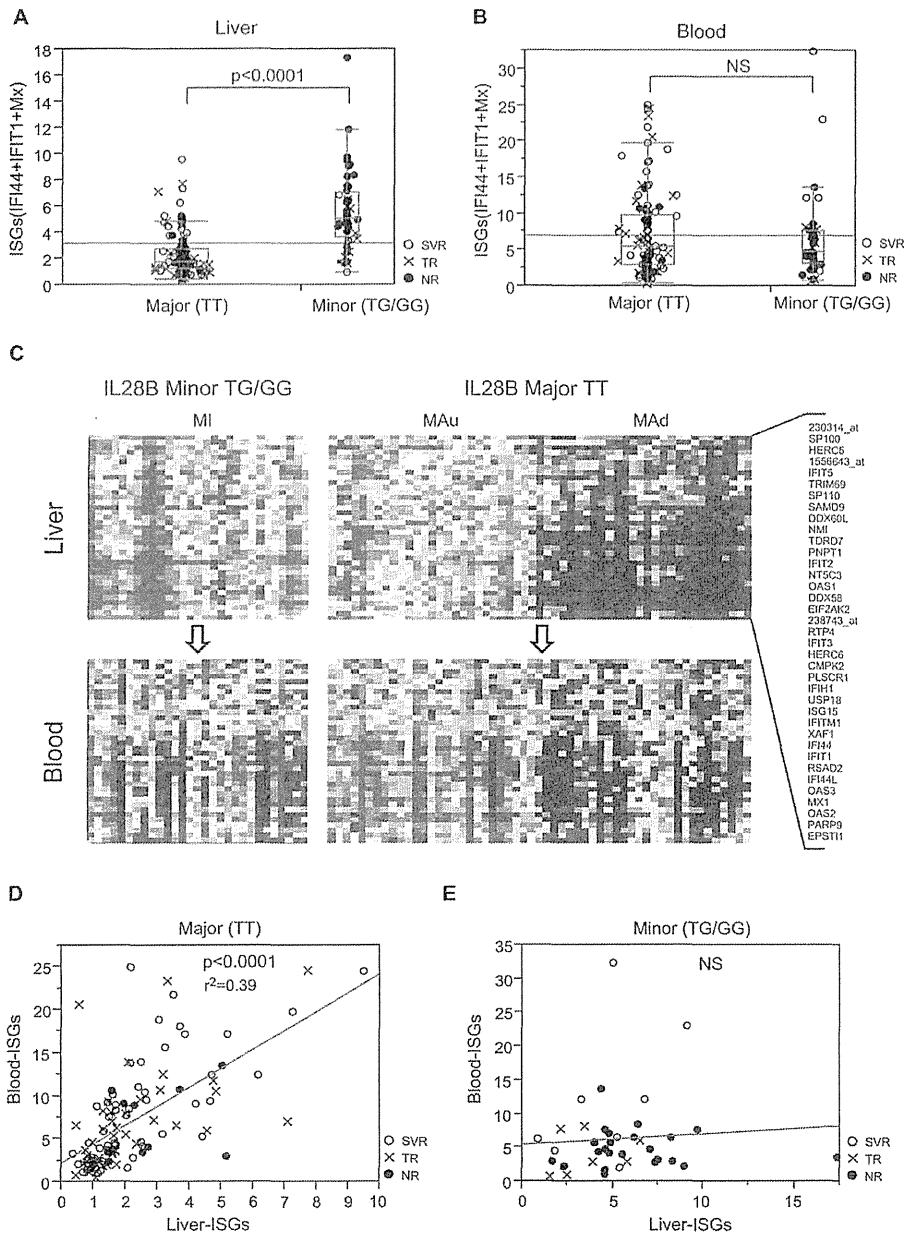 A
Liver
ISGs(IFI44+IFIT1+Mx)
18
16
14
12
10
8
6
4
2
0
p<0.0001
Major (TT)
Minor (TG/GG)
SVR
TR
NR
B
Blood
ISGs(IFI44+IFIT1+Mx)
30
25
20
15
10
5
0
NS
Major (TT)
Minor (TG/GG)
SVR
TR
NR
C
IL28B Minor TG/GG
IL28B Major TT
MI
MAu
MAd
Liver
Blood
230314_at
SP100
HERC5
1556643_at
IFIT5
TRIM69
SP110
SAMD9
DDX60L
NMI
TDRD7
PNPT1
IFIT2
NT5C3
OAS1
DDX58
EIF2AK2
238743_at
RTP4
IFIT3
HERC6
CMPK2
PLSCR1
IFIH1
USP18
ISG15
IFITM1
XAF1
IFI44
IFIT1
RSAD2
IFI44L
OAS3
MX1
OAS2
PARP9
EPSTI1
D
Major (TT)
p<0.0001
r²=0.39
Blood-ISGs
25
20
15
10
5
0
0 1 2 3 4 5 6 7 8 9 10
Liver-ISGs
SVR
TR
NR
E
Minor (TG/GG)
NS
Blood-ISGs
35
30
25
20
15
10
5
0
0 5 10 15
Liver-ISGs
SVR
TR
NR